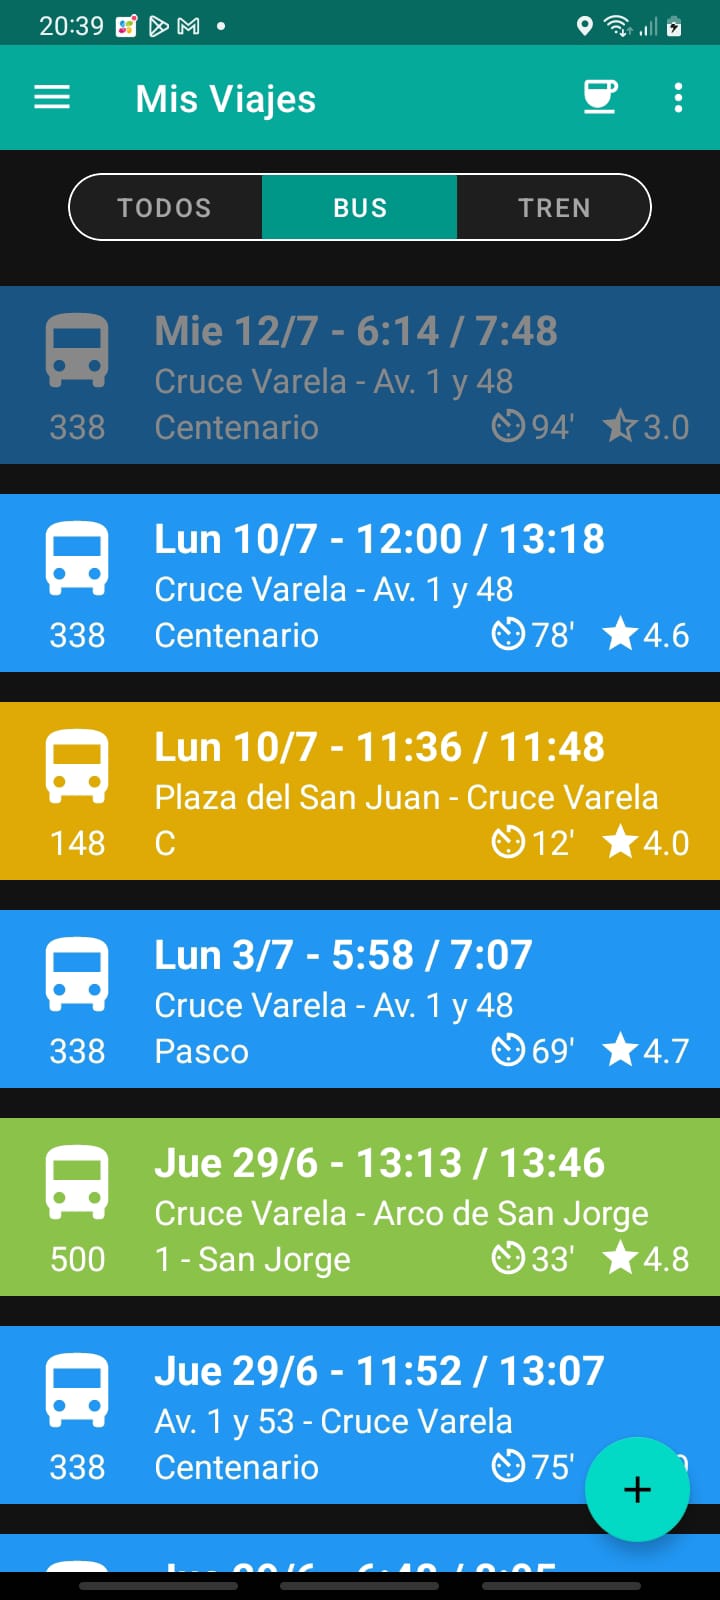 20:39
Mis Viajes
TODOS BUS TREN
Mie 12/7 - 6:14 / 7:48
Cruce Varela - Av. 1 y 48
338 Centenario 94' 3.0
Lun 10/7 - 12:00 / 13:18
Cruce Varela - Av. 1 y 48
338 Centenario 78' 4.6
Lun 10/7 - 11:36 / 11:48
Plaza del San Juan - Cruce Varela
148 C 12' 4.0
Lun 3/7 - 5:58 / 7:07
Cruce Varela - Av. 1 y 48
338 Pasco 69' 4.7
Jue 29/6 - 13:13 / 13:46
Cruce Varela - Arco de San Jorge
500 1 - San Jorge 33' 4.8
Jue 29/6 - 11:52 / 13:07
Av. 1 y 53 - Cruce Varela
338 Centenario 75'
+